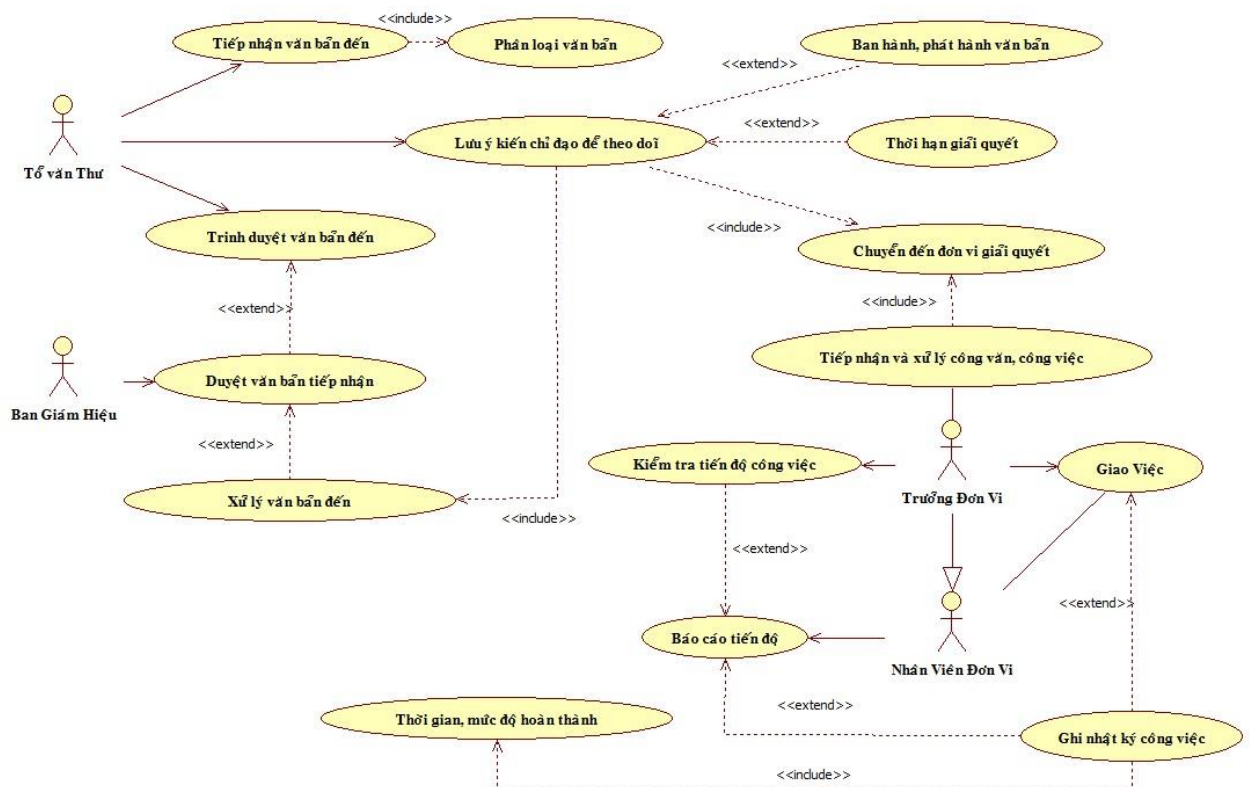 <<include>>
Tiếp nhận văn bản đến
Phân loại văn bản
Ban hành, phát hành văn bản
<<extend>>
<<extend>>
Lưu ý kiến chỉ đạo để theo doĩ
Thời hạn giải quyết
Tổ văn Thư
<<include>>
Trinh duyệt văn bản đến
Chuyển đến đơn vi giải quyết
<<extend>>
<<include>>
Tiếp nhận và xử lý công văn, công việc
Duyệt văn bản tiếp nhận
Ban Giám Hiệu
<<extend>>
Kiểm tra tiến độ công việc
Giao Việc
Trưởng Đơn Vi
Xử lý văn bản đến
<<include>>
<<extend>>
<<extend>>
Báo cáo tiến độ
Nhân Viên Đơn Vi
<<extend>>
Thời gian, mức độ hoàn thành
Ghi nhật ký công việc
<<include>>